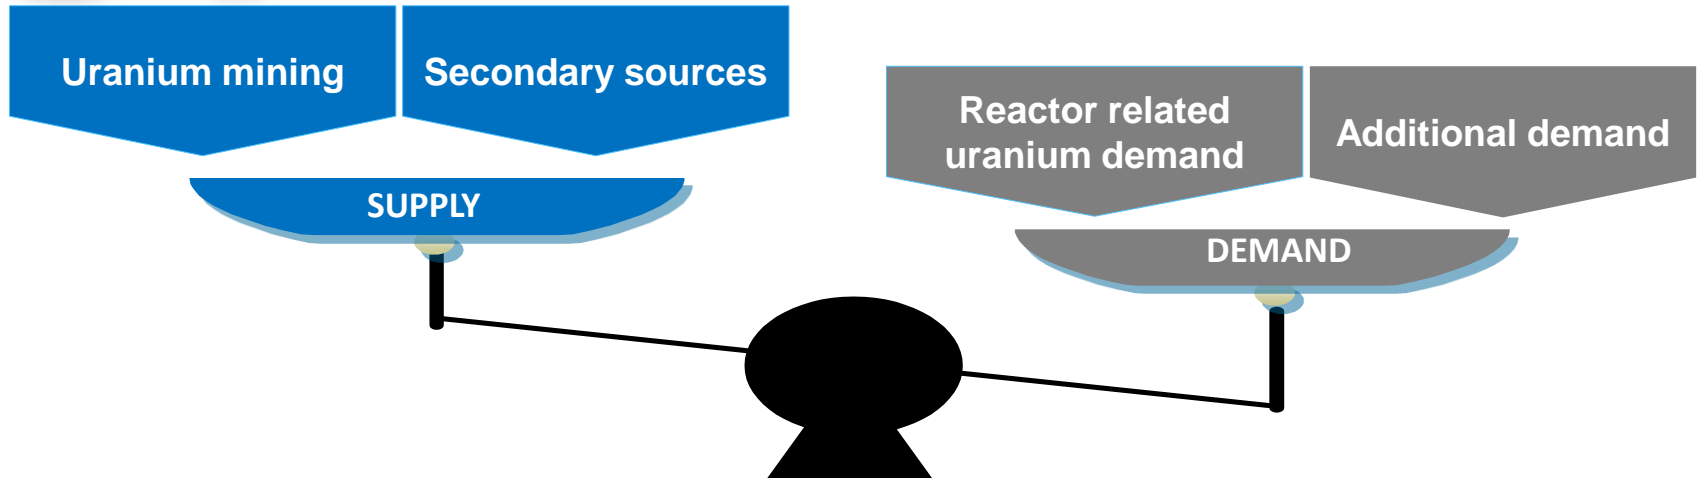 Uranium mining
Secondary sources
Reactor related
uranium demand
Additional demand
SUPPLY
DEMAND